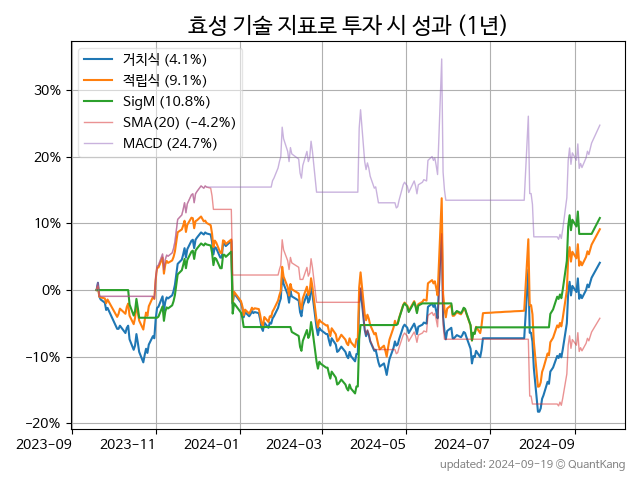 효성 기술 지표로 투자 시 성과 (1년)
거치식 (4.1%)
적립식 (9.1%)
SigM (10.8%)
SMA(20) (−4.2%)
MACD (24.7%)
30%
20%
10%
0%
−10%
−20%
2023-09 2023-11 2024-01 2024-03 2024-05 2024-07 2024-09
updated: 2024-09-19 @ QuantKang